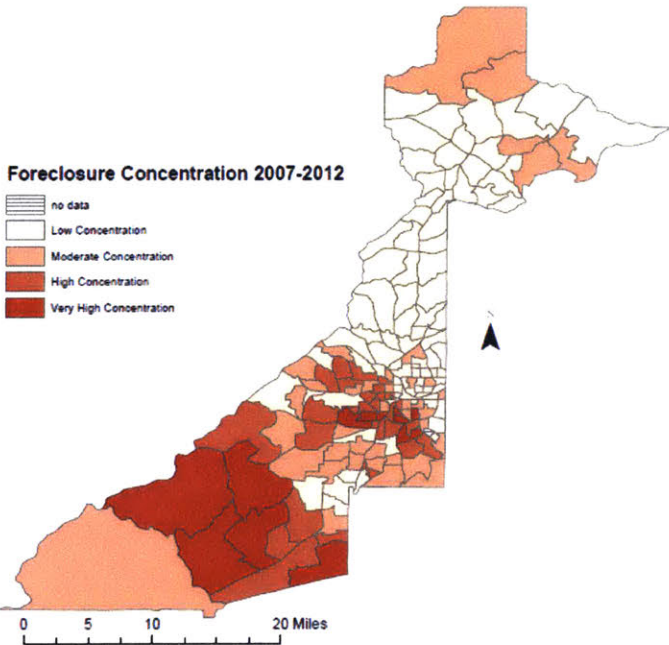 Foreclosure Concentration 2007-2012
no data
Low Concentration
Moderate Concentration
High Concentration
Very High Concentration
0 5 10 20 Miles